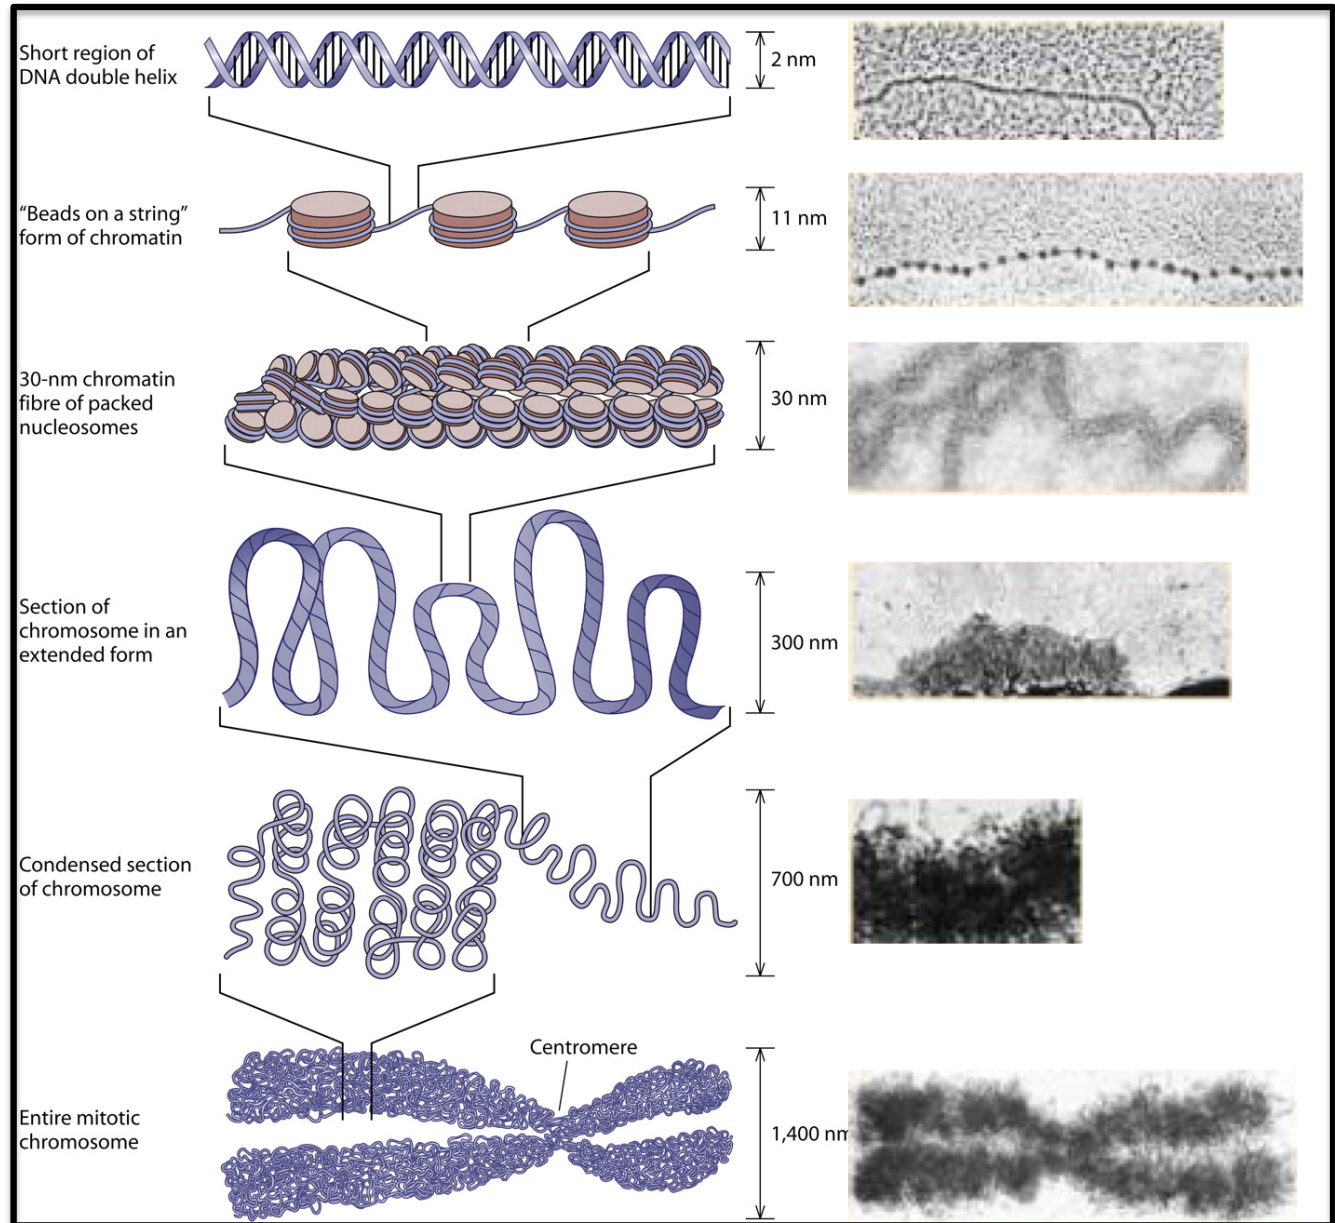 Short region of
DNA double helix
2 nm
“Beads on a string”
form of chromatin
11 nm
30-nm chromatin
fibre of packed
nucleosomes
30 nm
Section of
chromosome in an
extended form
300 nm
Condensed section
of chromosome
700 nm
Centromere
Entire mitotic
chromosome
1,400 nm